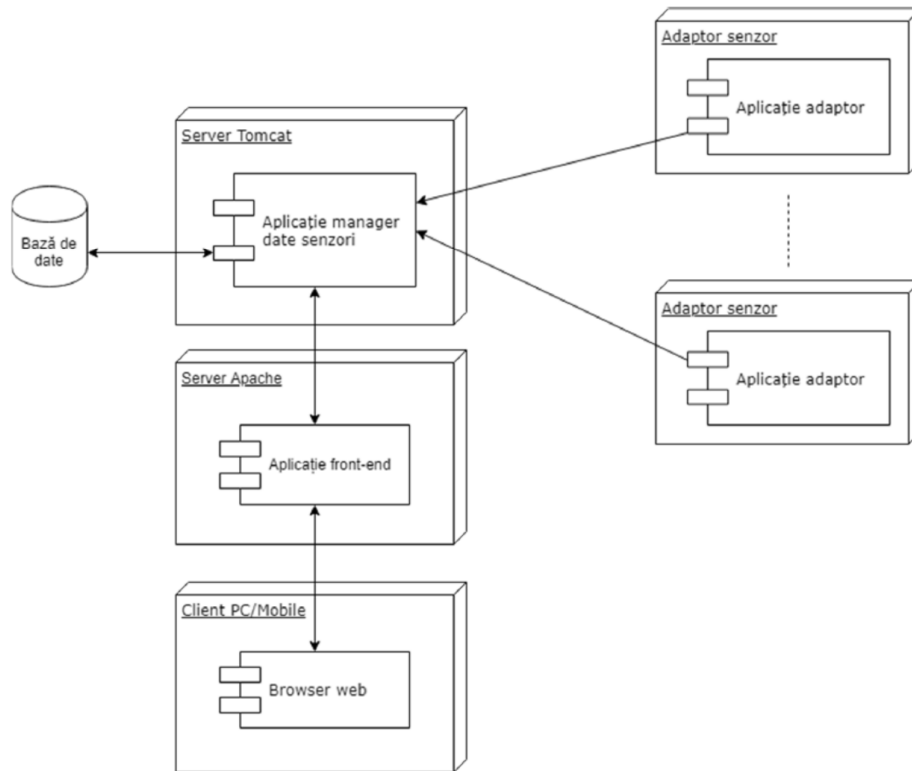 Adaptor senzor
Aplicație adaptor
Server Tomcat
Aplicație manager
date senzori
Bază de
date
Adaptor senzor
Aplicație adaptor
Server Apache
Aplicație front-end
Client PC/Mobile
Browser web